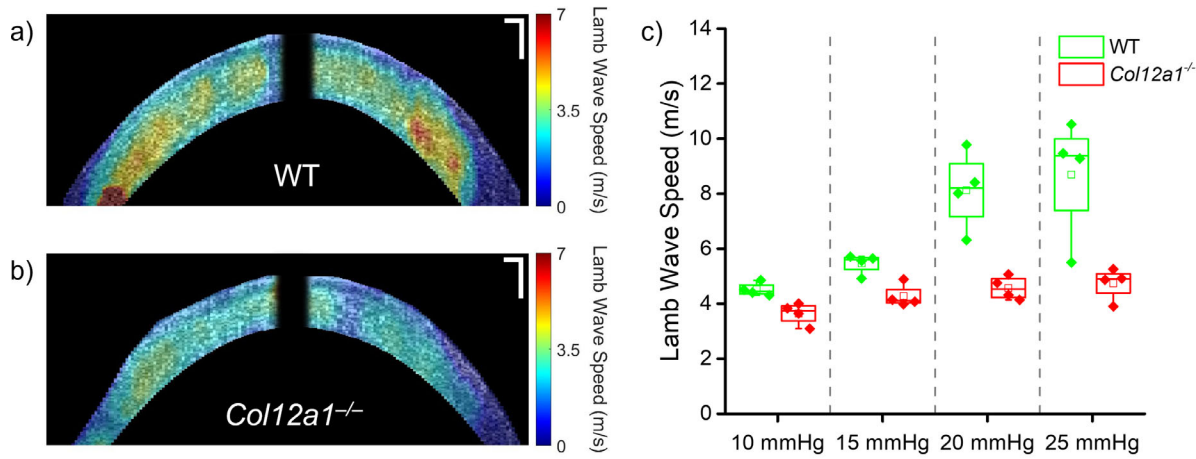 a)
WT
7
3.5
0
Lamb Wave Speed (m/s)
b)
Col12a1⁻/⁻
7
3.5
0
Lamb Wave Speed (m/s)
c)
WT
Col12a1⁻/⁻
Lamb Wave Speed (m/s)
14
12
10
8
6
4
2
0
10 mmHg 15 mmHg 20 mmHg 25 mmHg